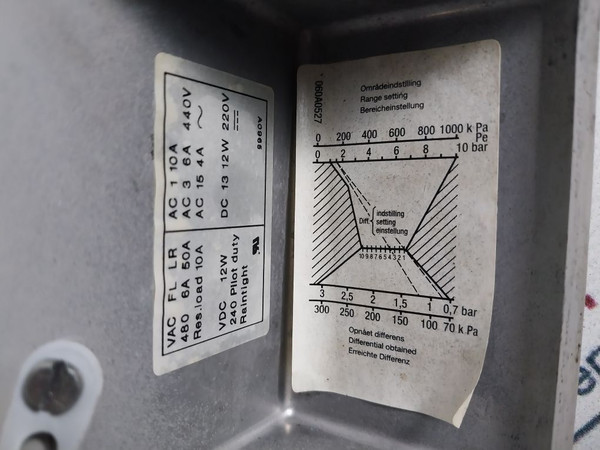 AC 1 10A 440V
AC 3 6A ~
AC 15 4A
DC 13 12W 220V
A0968
VAC FL LR
480 6A 50A
Res.load 10A
VDC 12W
240 Pilot duty
Raintight
060A0527
Områdeindstilling
Range setting
Bereicheinstellung
0 200 400 600 800 1000 k Pa
Pe
0 2 4 6 8 10 bar
Diff. indstilling
setting
einstellung
10 9 8 7 6 5 4 3 2 1
3 2,5 2 1,5 1 0,7 bar
300 250 200 150 100 70 k Pa
Opnået differens
Differential obtained
Erreichte Differenz